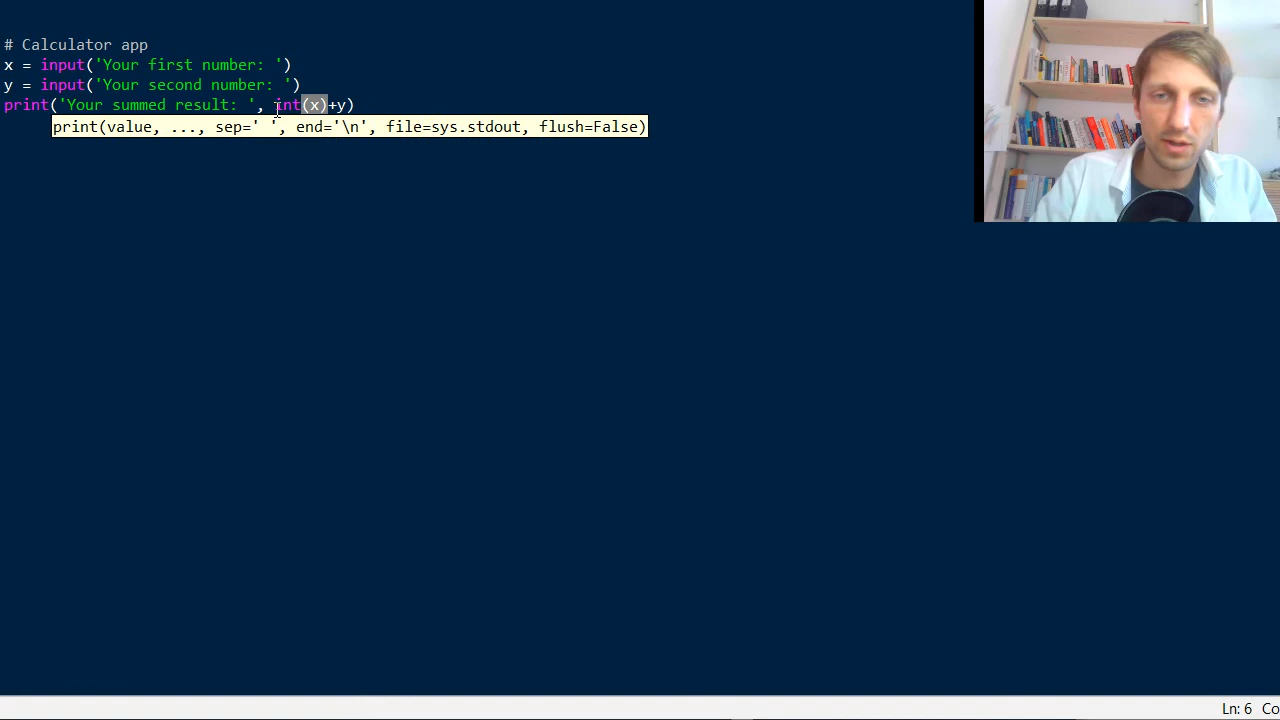 # Calculator app
x = input('Your first number: ')
y = input('Your second number: ')
print('Your summed result: ', int(x)+y)
print(value, ..., sep=' ', end='\n', file=sys.stdout, flush=False)
Ln: 6 Co